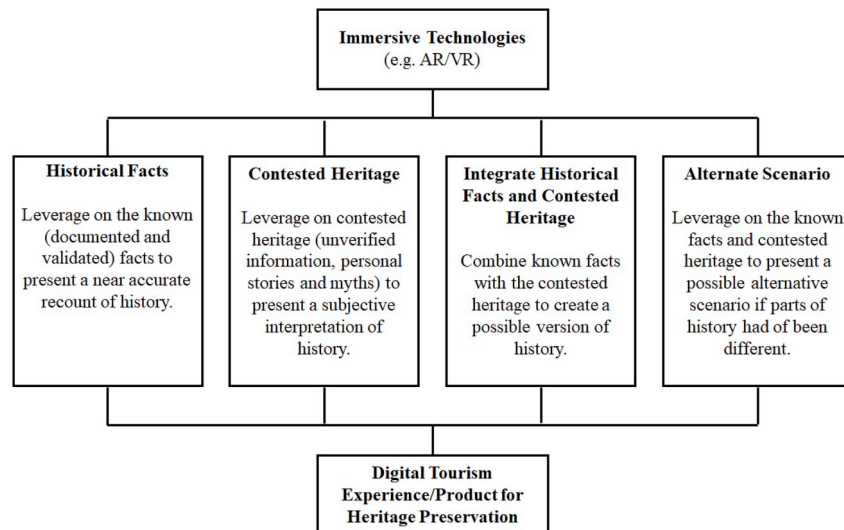 Immersive Technologies
(e.g. AR/VR)
Historical Facts
Leverage on the known
(documented and
validated) facts to
present a near accurate
recount of history.
Contested Heritage
Leverage on contested
heritage (unverified
information, personal
stories and myths) to
present a subjective
interpretation of
history.
Integrate Historical
Facts and Contested
Heritage
Combine known facts
with the contested
heritage to create a
possible version of
history.
Alternate Scenario
Leverage on the known
facts and contested
heritage to present a
possible alternative
scenario if parts of
history had of been
different.
Digital Tourism
Experience/Product for
Heritage Preservation